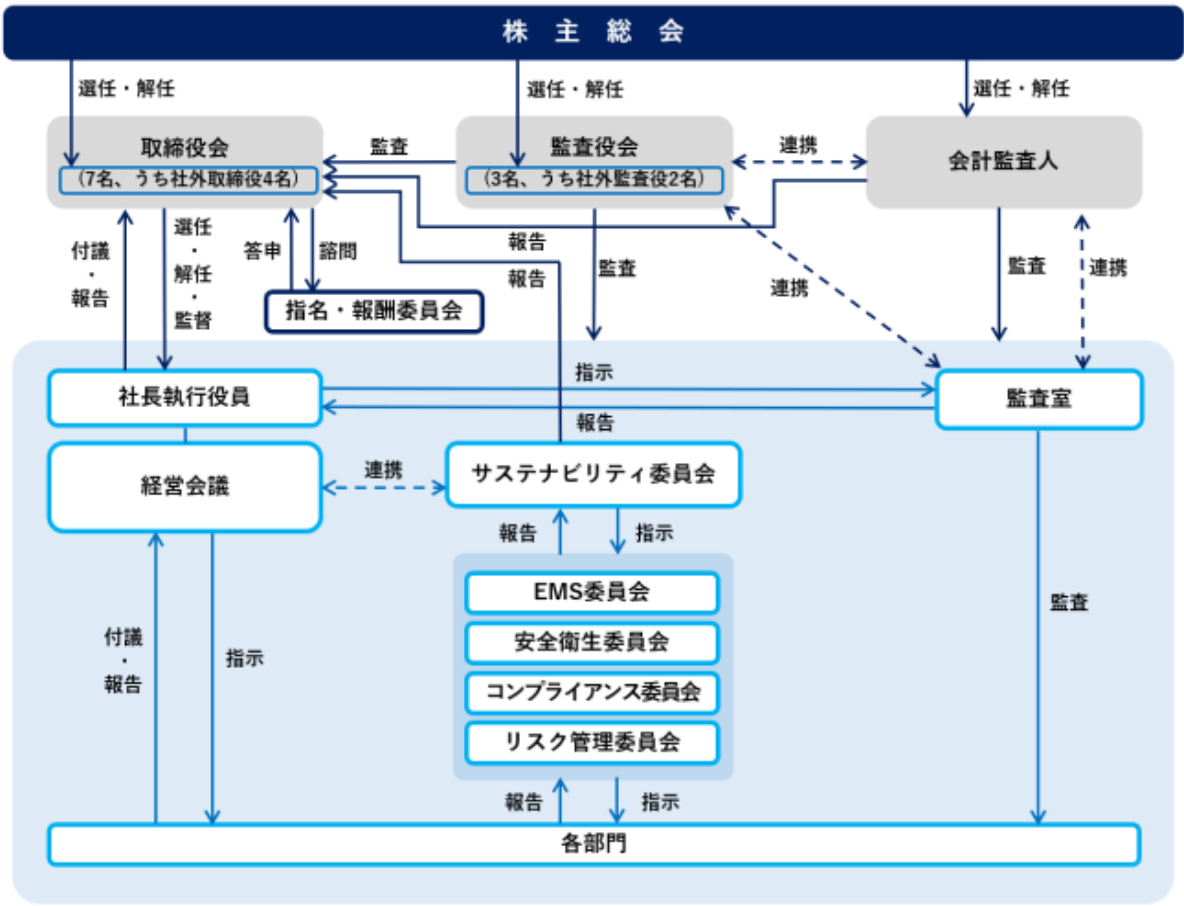 株 主 総 会
選任・解任
選任・解任
選任・解任
取締役会
(7名、うち社外取締役4名)
監査
監査役会
(3名、うち社外監査役2名)
連携
会計監査人
付議
・
報告
選任
・
解任
・
監督
答申
諮問
報告
報告
監査
連携
監査
連携
指名・報酬委員会
社長執行役員
指示
報告
監査室
経営会議
連携
サステナビリティ委員会
報告
指示
EMS委員会
安全衛生委員会
コンプライアンス委員会
リスク管理委員会
付議
・
報告
指示
監査
報告
指示
各部門